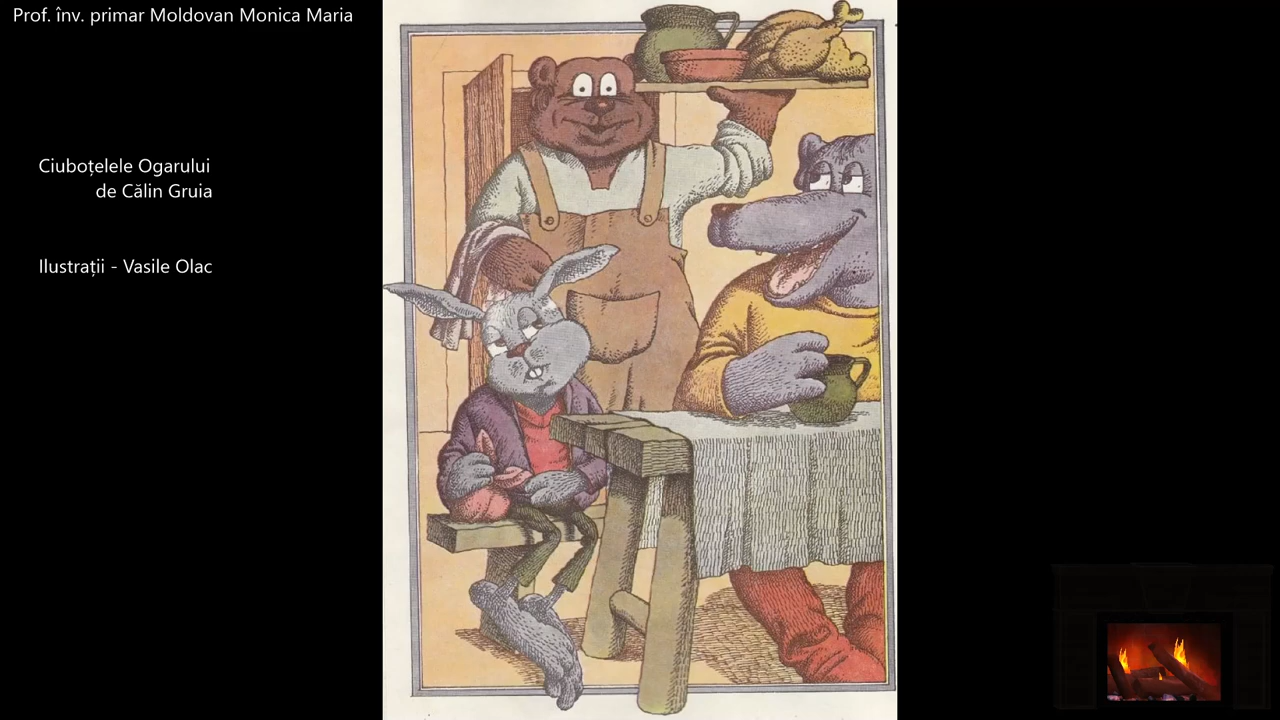 Prof. înv. primar Moldovan Monica Maria
Ciuboțelele Ogarului
de Călin Gruia
Ilustrații - Vasile Olac